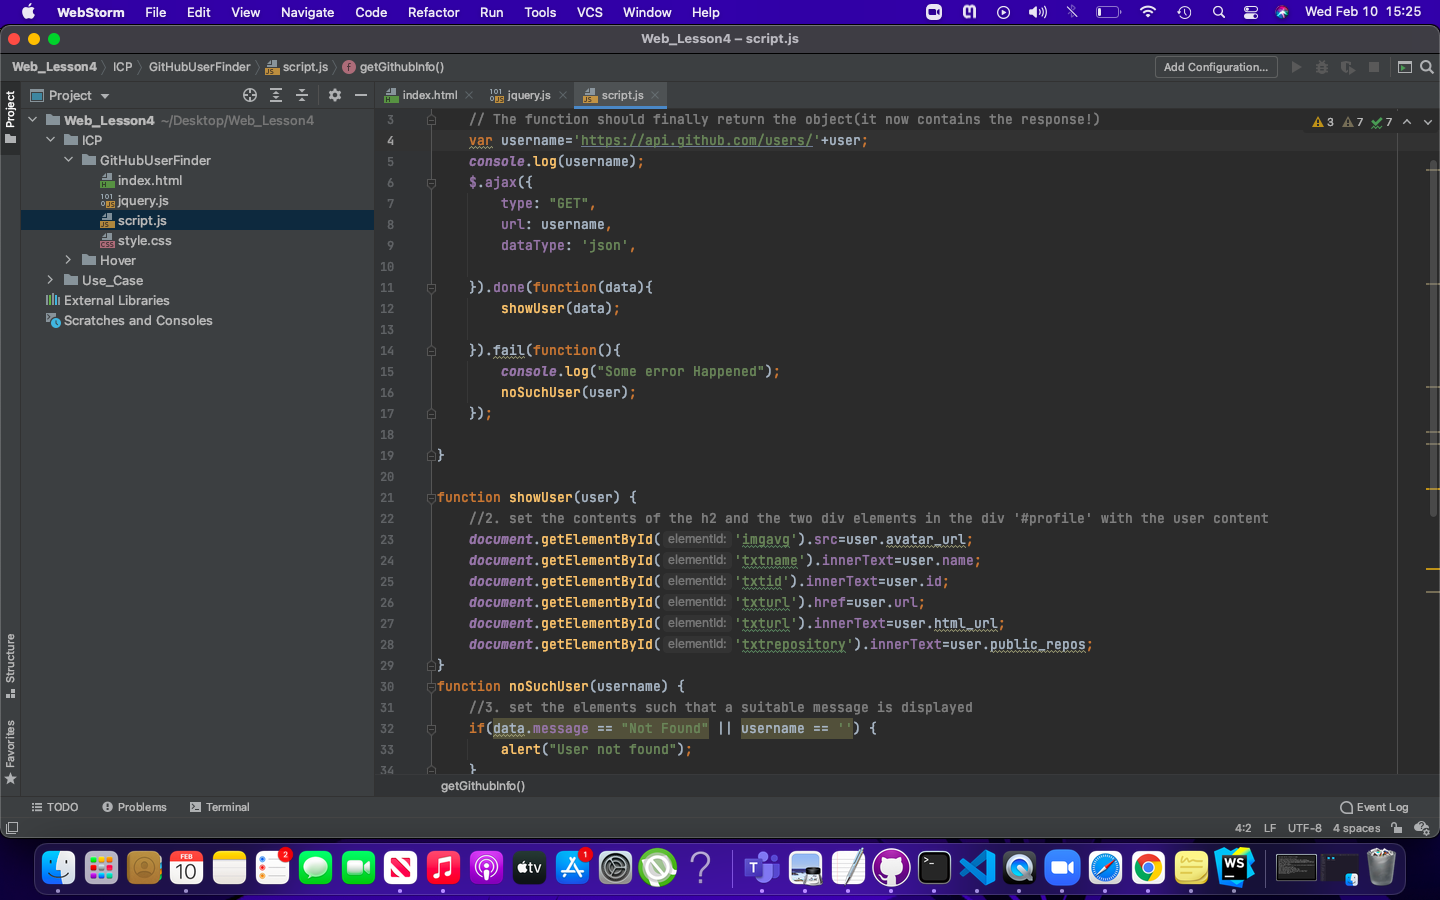 WebStorm File Edit View Navigate Code Refactor Run Tools VCS Window Help Wed Feb 10 15:25
Web_Lesson4 – script.js
Web_Lesson4 ICP GitHubUserFinder script.js getGithubInfo() Add Configuration...
Project
Project
index.html jquery.js script.js
Web_Lesson4 ~/Desktop/Web_Lesson4
ICP
GitHubUserFinder
index.html
jquery.js
script.js
style.css
Hover
Use_Case
External Libraries
Scratches and Consoles
Structure
Favorites
3 7 7
3 // The function should finally return the object(it now contains the response!)
4 var username='https://api.github.com/users/'+user;
5 console.log(username);
6 $.ajax({
7 type: "GET",
8 url: username,
9 dataType: 'json',
10
11 }).done(function(data){
12 showUser(data);
13
14 }).fail(function(){
15 console.log("Some error Happened");
16 noSuchUser(user);
17 });
18
19 }
20
21 function showUser(user) {
22 //2. set the contents of the h2 and the two div elements in the div '#profile' with the user content
23 document.getElementById( elementId: 'imgavg').src=user.avatar_url;
24 document.getElementById( elementId: 'txtname').innerText=user.name;
25 document.getElementById( elementId: 'txtid').innerText=user.id;
26 document.getElementById( elementId: 'txturl').href=user.url;
27 document.getElementById( elementId: 'txturl').innerText=user.html_url;
28 document.getElementById( elementId: 'txtrepository').innerText=user.public_repos;
29 }
30 function noSuchUser(username) {
31 //3. set the elements such that a suitable message is displayed
32 if(data.message == "Not Found" || username == '') {
33 alert("User not found");
34 }
getGithubInfo()
TODO Problems Terminal Event Log
4:2 LF UTF-8 4 spaces
FEB
10
2
tv
1
WS